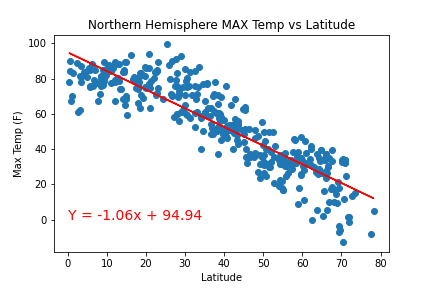 Northern Hemisphere MAX Temp vs Latitude
100
80
60
40
20
0
Max Temp (F)
Y = -1.06x + 94.94
0 10 20 30 40 50 60 70 80
Latitude